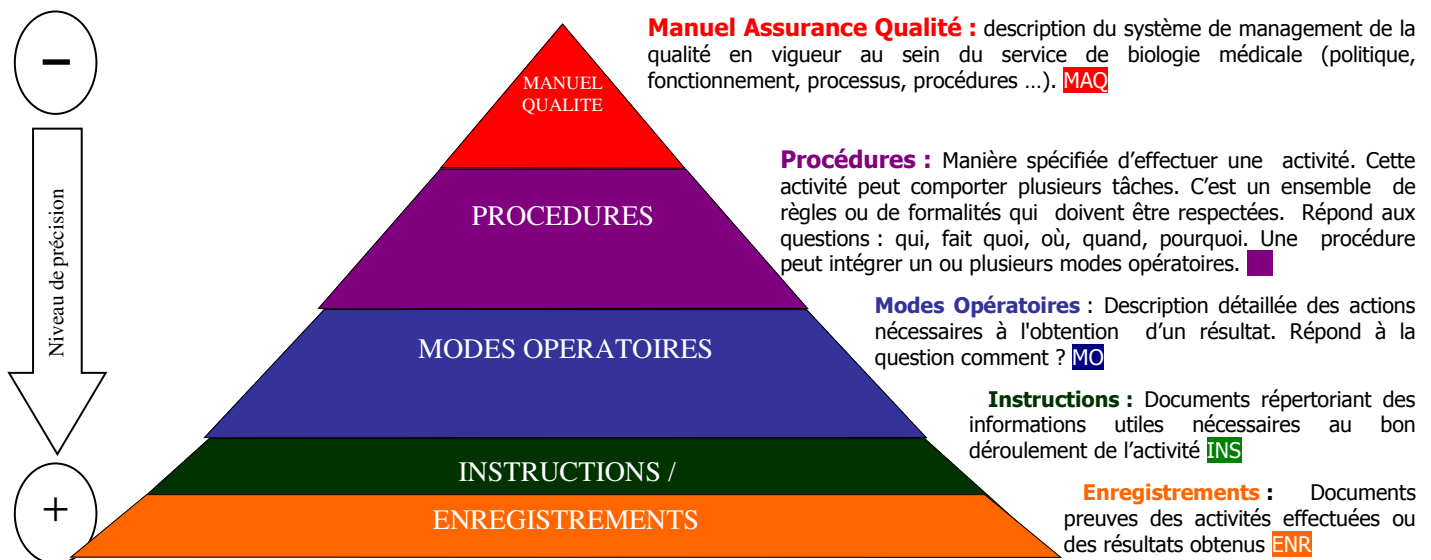 −
Niveau de précision
+
MANUEL
QUALITE
PROCEDURES
MODES OPERATOIRES
INSTRUCTIONS /
ENREGISTREMENTS
Manuel Assurance Qualité : description du système de management de la
qualité en vigueur au sein du service de biologie médicale (politique,
fonctionnement, processus, procédures …). MAQ
Procédures : Manière spécifiée d’effectuer une activité. Cette
activité peut comporter plusieurs tâches. C’est un ensemble de
règles ou de formalités qui doivent être respectées. Répond aux
questions : qui, fait quoi, où, quand, pourquoi. Une procédure
peut intégrer un ou plusieurs modes opératoires.
Modes Opératoires : Description détaillée des actions
nécessaires à l'obtention d’un résultat. Répond à la
question comment ? MO
Instructions : Documents répertoriant des
informations utiles nécessaires au bon
déroulement de l’activité INS
Enregistrements : Documents
preuves des activités effectuées ou
des résultats obtenus ENR